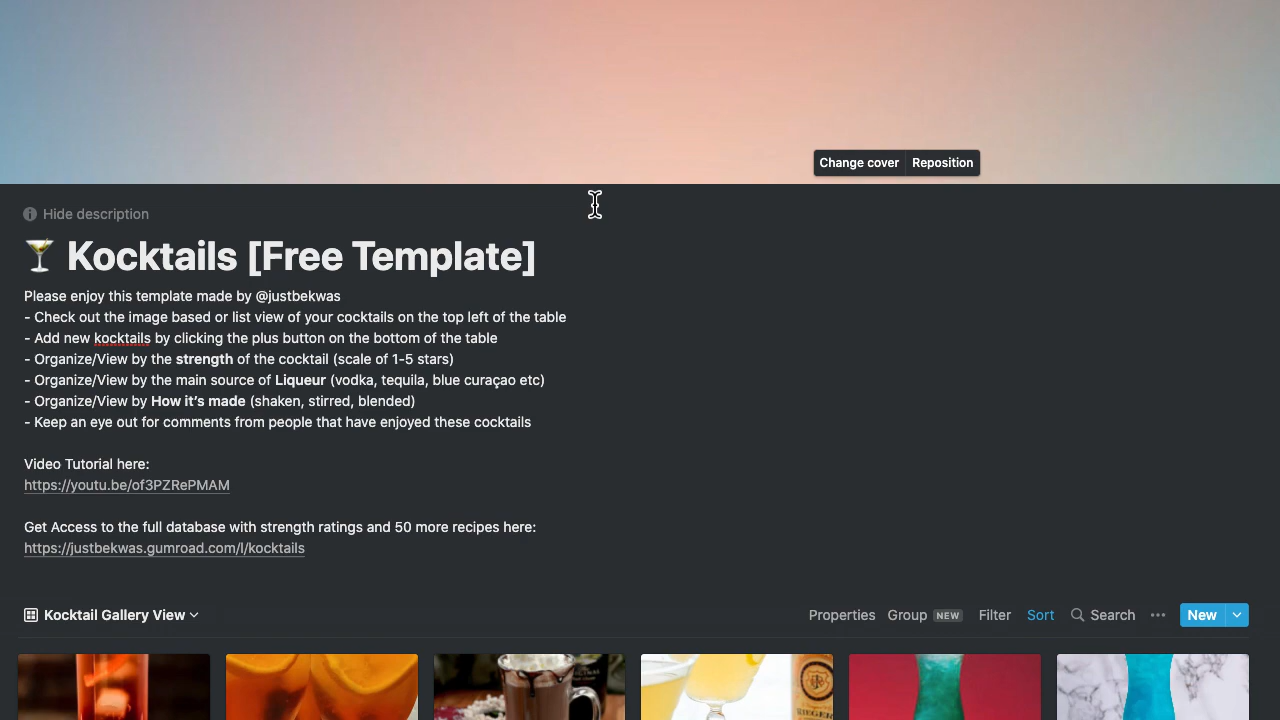 Change cover Reposition
Hide description
Kocktails [Free Template]
Please enjoy this template made by @justbekwas
- Check out the image based or list view of your cocktails on the top left of the table
- Add new kocktails by clicking the plus button on the bottom of the table
- Organize/View by the strength of the cocktail (scale of 1-5 stars)
- Organize/View by the main source of Liqueur (vodka, tequila, blue curaçao etc)
- Organize/View by How it’s made (shaken, stirred, blended)
- Keep an eye out for comments from people that have enjoyed these cocktails
Video Tutorial here:
https://youtu.be/of3PZRePMAM
Get Access to the full database with strength ratings and 50 more recipes here:
https://justbekwas.gumroad.com/l/kocktails
Kocktail Gallery View Properties Group NEW Filter Sort Search New